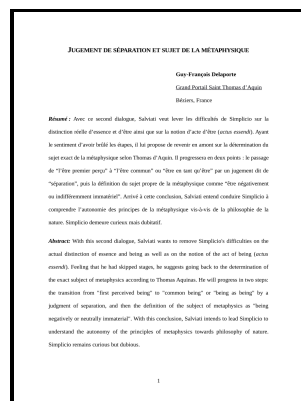 JUGEMENT DE SÉPARATION ET SUJET DE LA MÉTAPHYSIQUE
Guy-François Delaporte
Grand Portail Saint Thomas d'Aquin
Béziers, France
Résumé : Avec ce second dialogue, Salviati veut lever les difficultés de Simplicio sur la
distinction réelle d'essence et d'être ainsi que sur la notion d'acte d'être (actus essendi). Ayant
le sentiment d'avoir brûlé les étapes, il lui propose de revenir en amont sur la détermination du
sujet exact de la métaphysique selon Thomas d'Aquin. Il progressera en deux points : le passage
de "l'être premier perçu" à "l'être commun" ou "être en tant qu'être" par un jugement dit de
"séparation", puis la définition du sujet propre de la métaphysique comme "être négativement
ou indifféremment immatériel". Arrivé à cette conclusion, Salviati entend conduire Simplicio à
comprendre l'autonomie des principes de la métaphysique vis-à-vis de la philosophie de la
nature. Simplicio demeure curieux mais dubitatif.
Abstract: With this second dialogue, Salviati wants to remove Simplicio's difficulties on the
actual distinction of essence and being as well as on the notion of the act of being (actus
essendi). Feeling that he had skipped stages, he suggests going back to the determination of
the exact subject of metaphysics according to Thomas Aquinas. He will progress in two steps:
the transition from "first perceived being" to "common being" or "being as being" by a
judgment of separation, and then the definition of the subject of metaphysics as "being
negatively or neutrally immaterial". With this conclusion, Salviati intends to lead Simplicio to
understand the autonomy of the principles of metaphysics towards philosophy of nature.
Simplicio remains curious but dubious.
1